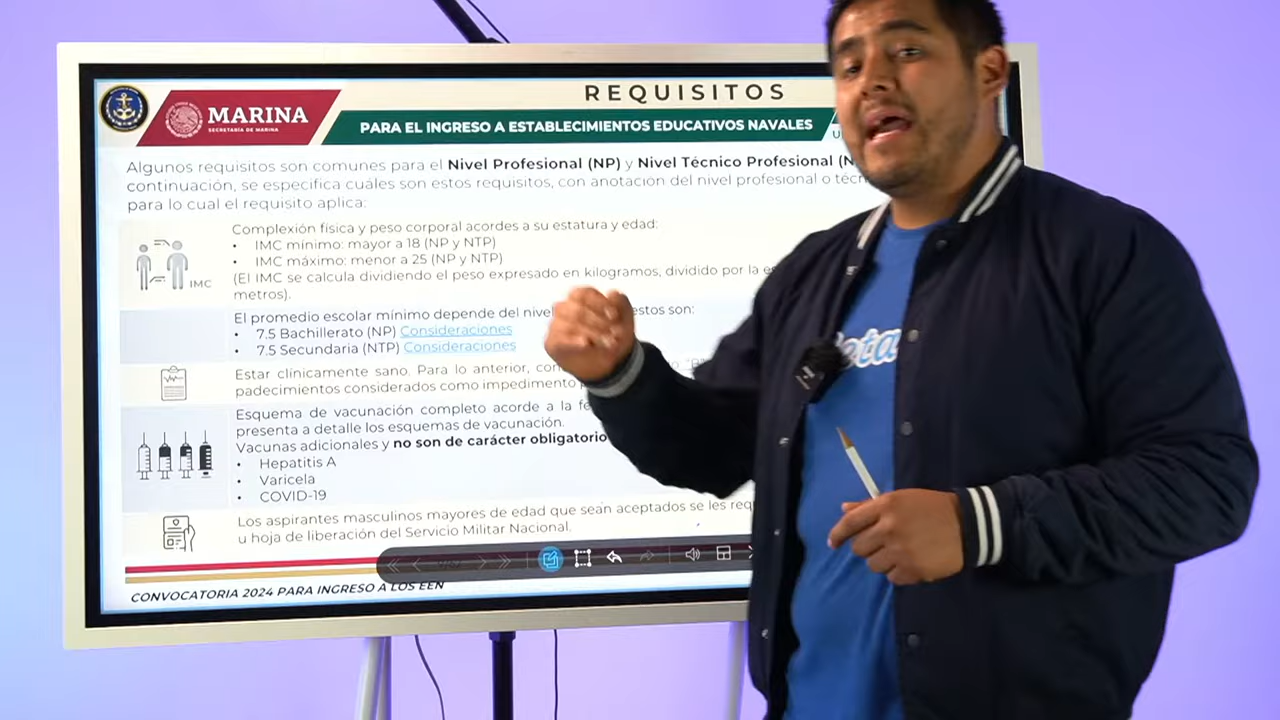 REQUISITOS
MARINA
SECRETARÍA DE MARINA
PARA EL INGRESO A ESTABLECIMIENTOS EDUCATIVOS NAVALES
Algunos requisitos son comunes para el Nivel Profesional (NP) y Nivel Técnico Profesional
continuación, se especifica cuáles son estos requisitos, con anotación del nivel profesional o
para lo cual el requisito aplica:
Complexión física y peso corporal acordes a su estatura y edad:
• IMC mínimo: mayor a 18 (NP y NTP)
• IMC máximo: menor a 25 (NP y NTP)
(El IMC se calcula dividiendo el peso expresado en kilogramos, dividido por la
metros).
IMC
El promedio escolar mínimo depende del nivel estos son:
• 7.5 Bachillerato (NP) Consideraciones
• 7.5 Secundaria (NTP) Consideraciones
Estar clínicamente sano. Para lo anterior,
padecimientos considerados como impedimento
Esquema de vacunación completo acorde a la
presenta a detalle los esquemas de vacunación.
Vacunas adicionales y no son de carácter obligatorio
• Hepatitis A
• Varicela
• COVID-19
Los aspirantes masculinos mayores de edad que sean aceptados se les
u hoja de liberación del Servicio Militar Nacional.
CONVOCATORIA 2024 PARA INGRESO A LOS EEN
eta